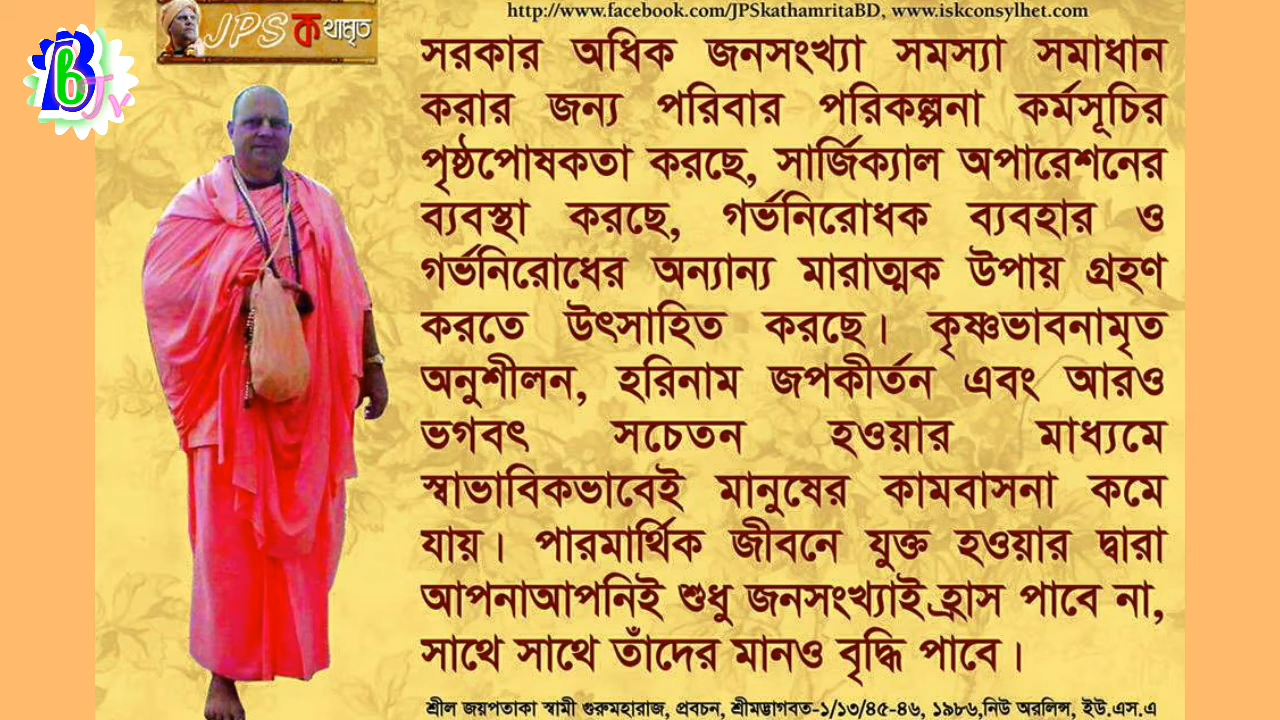 http://www.facebook.com/JPSkathamritaBD, www.iskconsylhet.com
JPS কথামৃত
সরকার অধিক জনসংখ্যা সমস্যা সমাধান
করার জন্য পরিবার পরিকল্পনা কর্মসূচির
পৃষ্ঠপোষকতা করছে, সার্জিক্যাল অপারেশনের
ব্যবস্থা করছে, গর্ভনিরোধক ব্যবহার ও
গর্ভনিরোধের অন্যান্য মারাত্মক উপায় গ্রহণ
করতে উৎসাহিত করছে। কৃষ্ণভাবনামৃত
অনুশীলন, হরিনাম জপকীর্তন এবং আরও
ভগবৎ সচেতন হওয়ার মাধ্যমে
স্বাভাবিকভাবেই মানুষের কামবাসনা কমে
যায়। পারমার্থিক জীবনে যুক্ত হওয়ার দ্বারা
আপনাআপনিই শুধু জনসংখ্যাই হ্রাস পাবে না,
সাথে সাথে তাঁদের মানও বৃদ্ধি পাবে।
শ্রীল জয়পতাকা স্বামী গুরুমহারাজ, প্রবচন, শ্রীমদ্ভাগবত-১/১৩/৪৫-৪৬, ১৯৮৬,নিউ অরলিন্স, ইউ.এস.এ